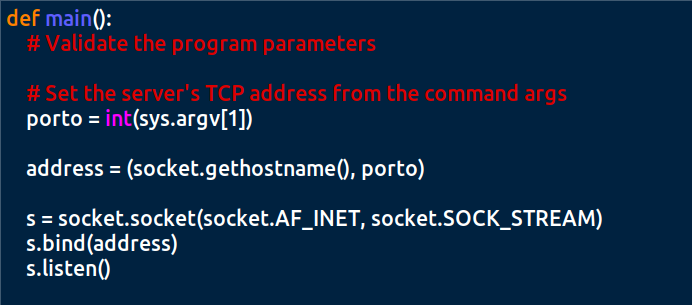 def main():
# Validate the program parameters
# Set the server's TCP address from the command args
porto = int(sys.argv[1])
address = (socket.gethostname(), porto)
s = socket.socket(socket.AF_INET, socket.SOCK_STREAM)
s.bind(address)
s.listen()